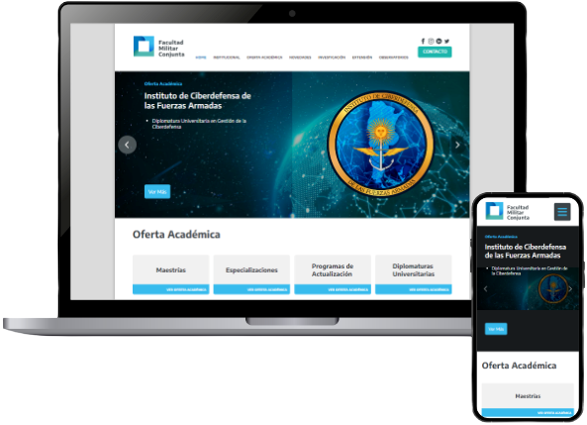 Facultad
Militar
Conjunta
HOME INSTITUCIONAL OFERTA ACADÉMICA NOVEDADES INVESTIGACIÓN EXTENSIÓN OBSERVATORIOS
CONTACTO
Oferta Académica
Instituto de Ciberdefensa de
las Fuerzas Armadas
• Diplomatura Universitaria en Gestión de la
Ciberdefensa
INSTITUTO DE CIBERDEFENSA
DE LAS FUERZAS ARMADAS
Ver Más
Oferta Académica
Maestrías
Especializaciones
Programas de
Actualización
Diplomaturas
Universitarias
VER OFERTA ACADÉMICA
VER OFERTA ACADÉMICA
VER OFERTA ACADÉMICA
VER OFERTA ACADÉMICA
Facultad
Militar
Conjunta
Oferta Académica
Instituto de Ciberdefensa
de las Fuerzas Armadas
• Diplomatura Universitaria en Gestión de
la Ciberdefensa
Ver Más
Oferta Académica
Maestrías
VER OFERTA ACADÉMICA